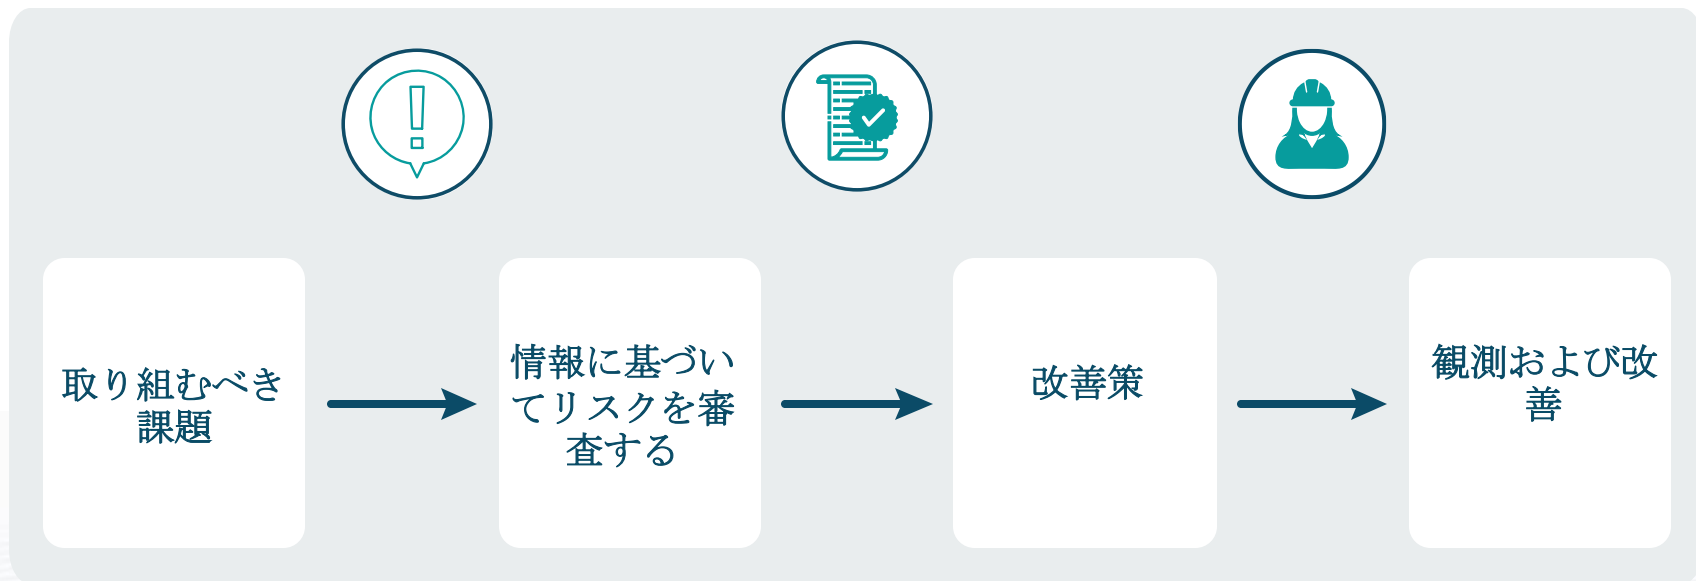 取り組むべき
課題
情報に基づい
てリスクを審
査する
改善策
観測および改
善